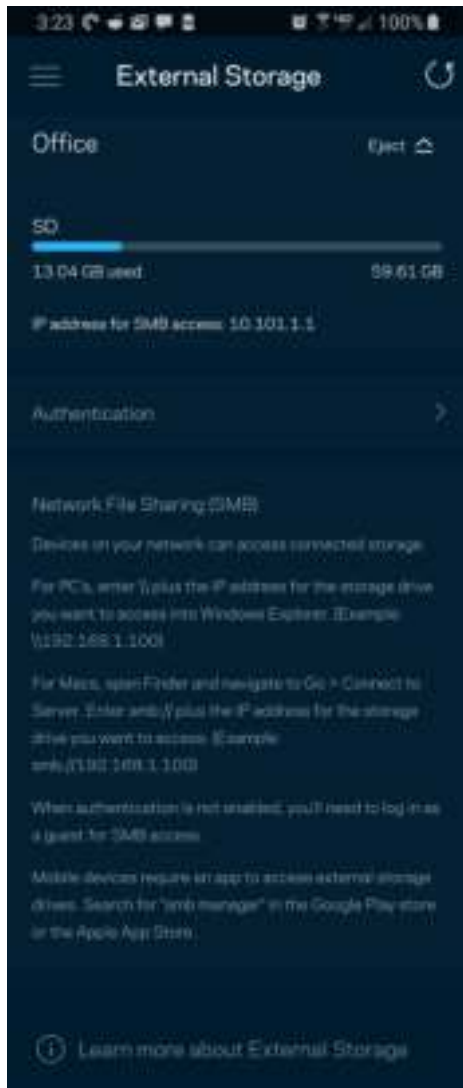 3:23 100%
External Storage
Office Eject
SD
13.04 GB used 59.61 GB
IP address for SMB access: 10.101.1.1
Authentication
Network File Sharing (SMB)
Devices on your network can access connected storage.
For PCs, enter \\ plus the IP address for the storage drive
you want to access into Windows Explorer. (Example:
\\192.168.1.100)
For Macs, open Finder and navigate to Go > Connect to
Server. Enter smb:// plus the IP address for the storage
drive you want to access. (Example:
smb://192.168.1.100)
When authentication is not enabled, you'll need to log in as
a guest for SMB access.
Mobile devices require an app to access external storage
drives. Search for "smb manager" in the Google Play store
or the Apple App Store.
Learn more about External Storage